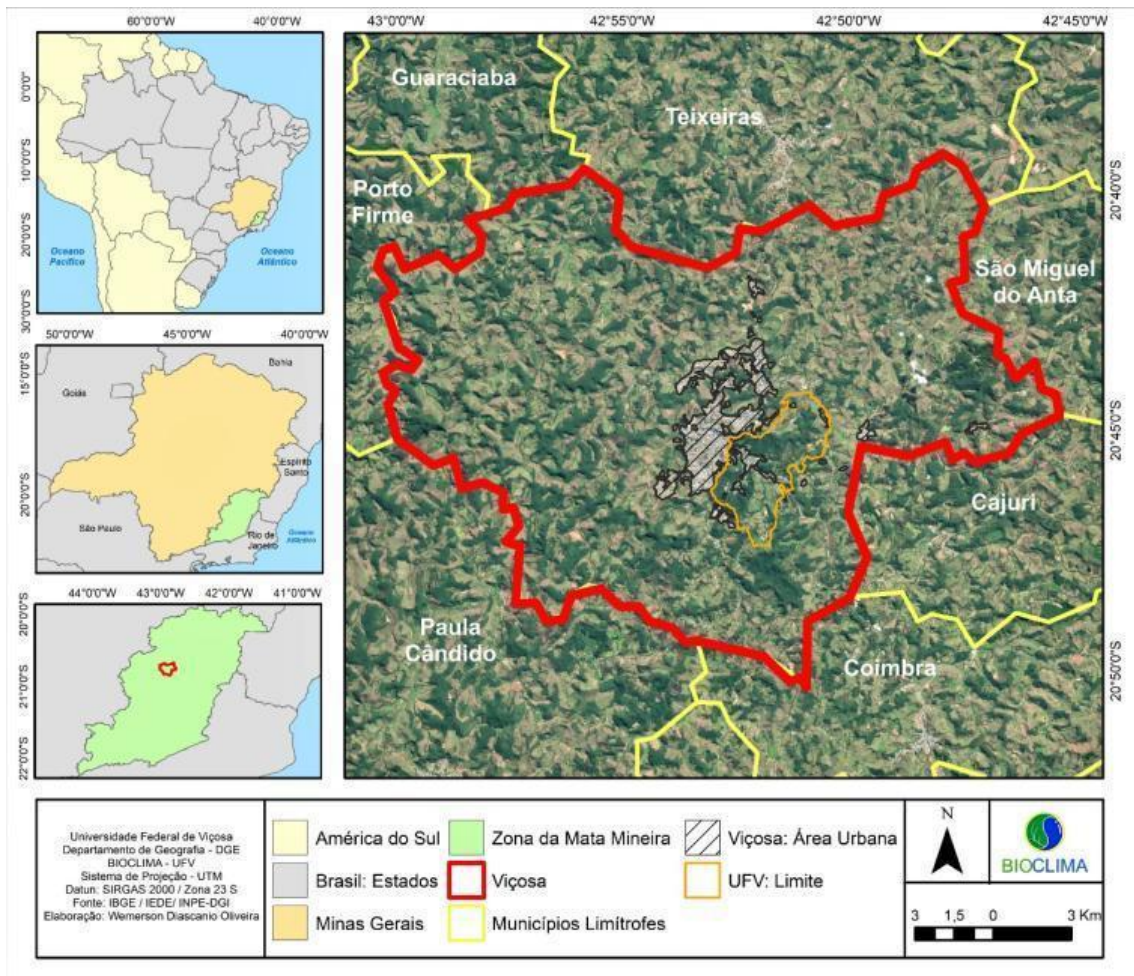 60°0'0"W
40°0'0"W
0°0'0"
10°0'0"S
20°0'0"S
30°0'0"S
Oceano
Pacífico
Oceano
Atlântico
50°0'0"W
45°0'0"W
40°0'0"W
15°0'0"S
20°0'0"S
Goiás
Bahia
Espírito
Santo
São Paulo
Rio de
Janeiro
Oceano
Atlântico
44°0'0"W
43°0'0"W
42°0'0"W
41°0'0"W
20°0'0"S
21°0'0"S
22°0'0"S
43°0'0"W
42°55'0"W
42°50'0"W
42°45'0"W
20°40'0"S
20°45'0"S
20°50'0"S
Guaraciaba
Teixeiras
Porto
Firme
São Miguel
do Anta
Cajuri
Paula
Cândido
Coimbra
Universidade Federal de Viçosa
Departamento de Geografia - DGE
BIOCLIMA - UFV
Sistema de Projeção - UTM
Datun: SIRGAS 2000 / Zona 23 S
Fonte: IBGE / IEDE/ INPE-DGI
Elaboração: Wemerson Diascanio Oliveira
América do Sul
Brasil: Estados
Minas Gerais
Zona da Mata Mineira
Viçosa
Municípios Limítrofes
Viçosa: Área Urbana
UFV: Limite
N
BIOCLIMA
3 1,5 0 3 Km